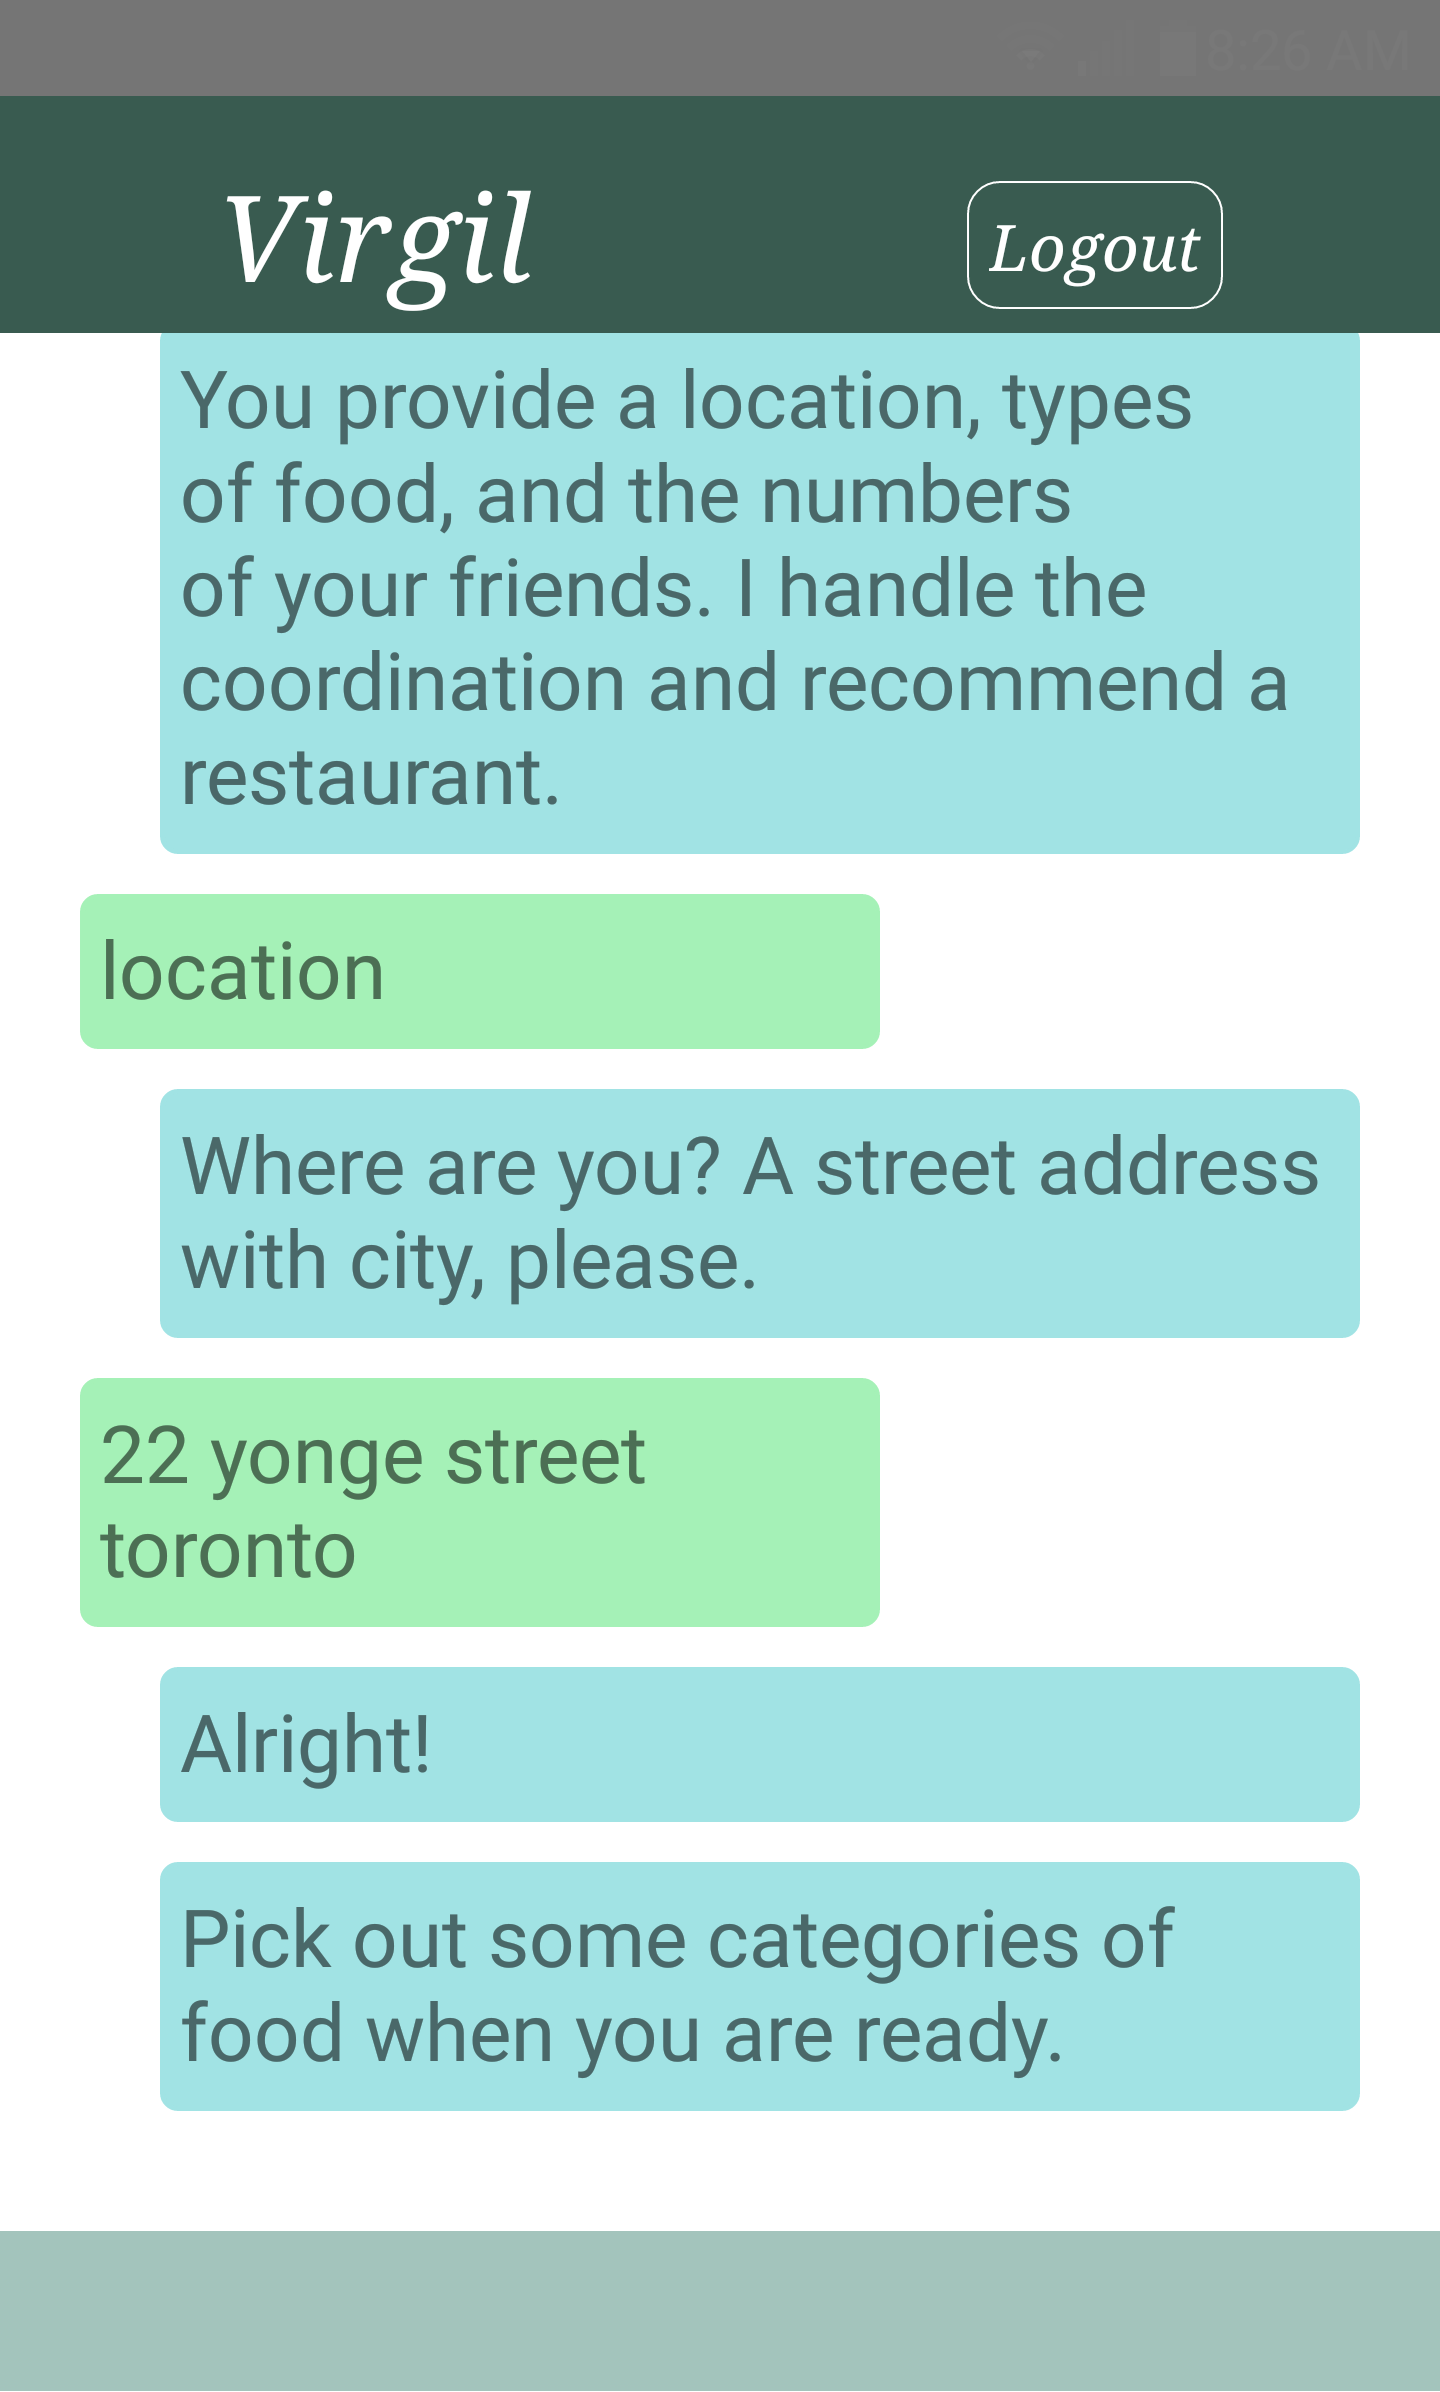 8:26 AM
Virgil
Logout
You provide a location, types
of food, and the numbers
of your friends. I handle the
coordination and recommend a
restaurant.
location
Where are you? A street address
with city, please.
22 yonge street
toronto
Alright!
Pick out some categories of
food when you are ready.